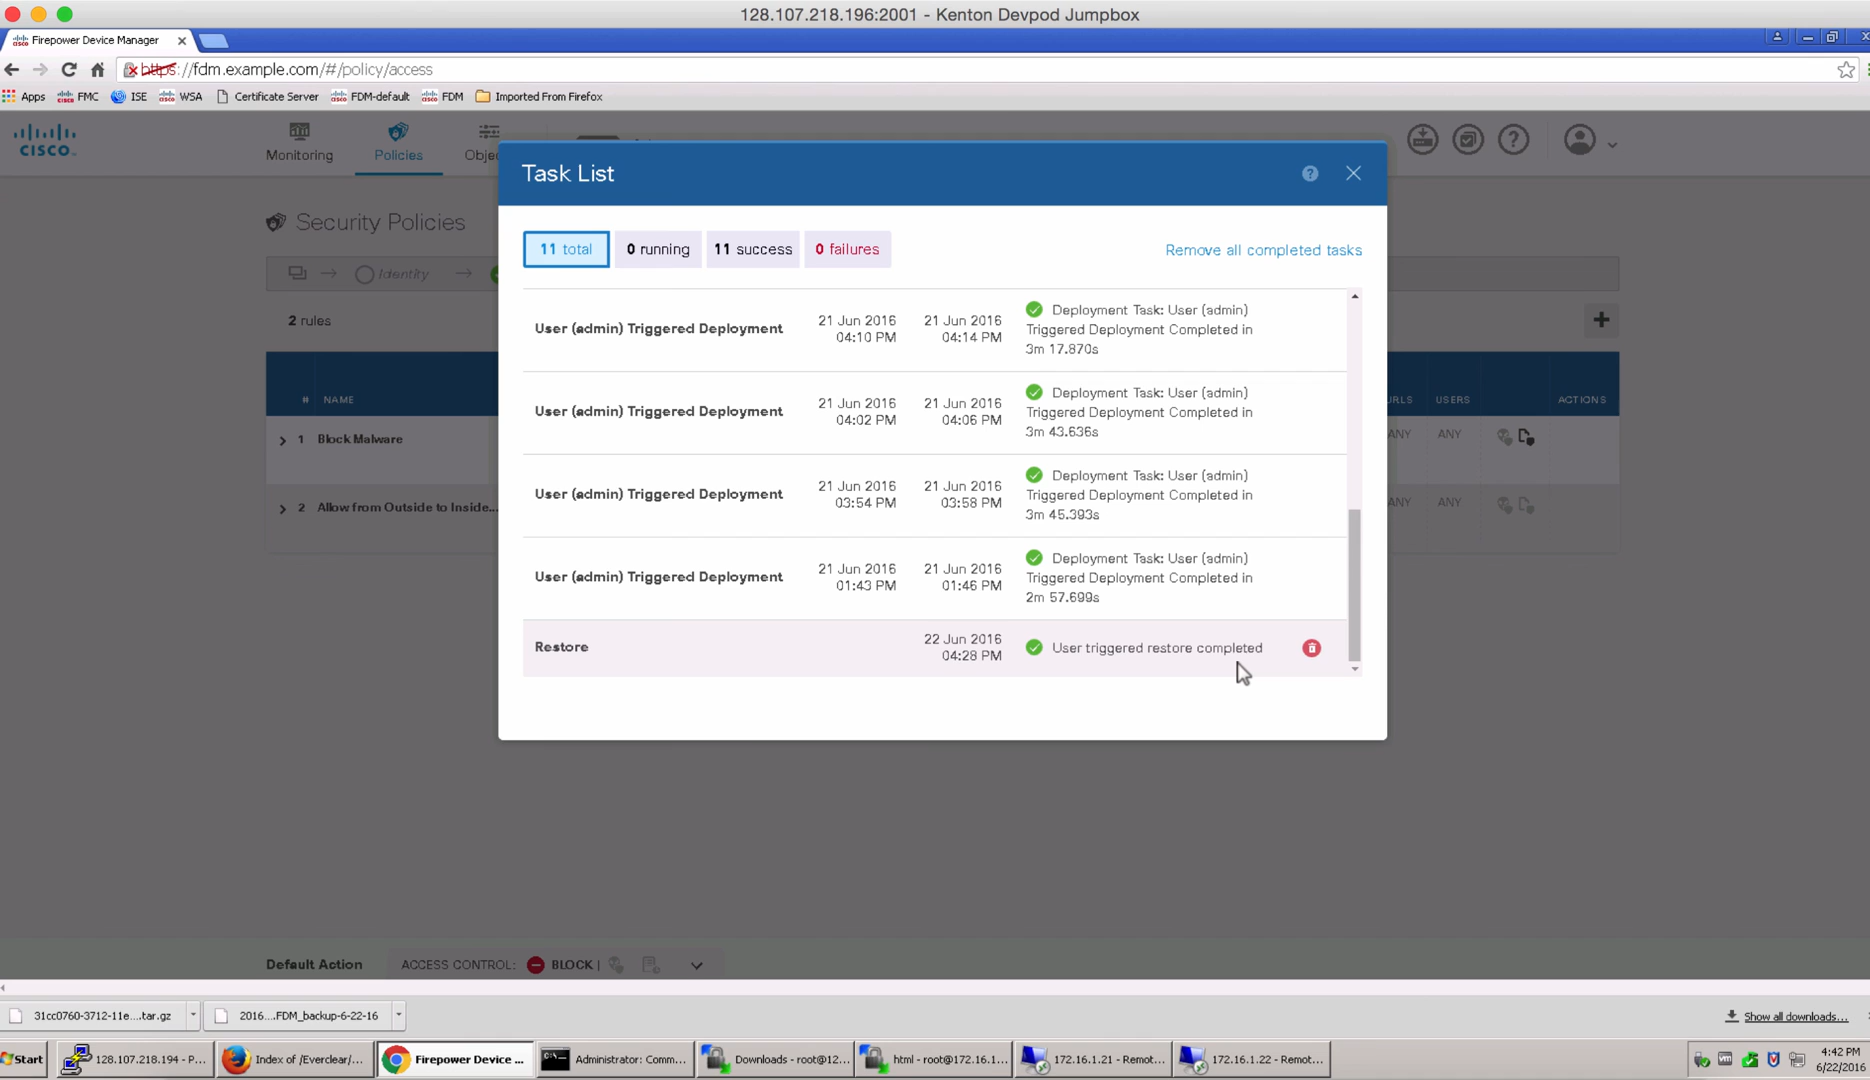 128.107.218.196:2001 - Kenton Devpod Jumpbox
Firepower Device Manager
https://fdm.example.com/#/policy/access
Apps FMC ISE WSA Certificate Server FDM-default FDM Imported From Firefox
CISCO
Monitoring Policies
Task List
Security Policies
11 total 0 running 11 success 0 failures Remove all completed tasks
Identity
2 rules
User (admin) Triggered Deployment 21 Jun 2016 04:10 PM 21 Jun 2016 04:14 PM Deployment Task: User (admin)
Triggered Deployment Completed in
3m 17.870s
# NAME URLS USERS ACTIONS
User (admin) Triggered Deployment 21 Jun 2016 04:02 PM 21 Jun 2016 04:06 PM Deployment Task: User (admin)
Triggered Deployment Completed in
3m 43.636s
1 Block Malware ANY ANY
User (admin) Triggered Deployment 21 Jun 2016 03:54 PM 21 Jun 2016 03:58 PM Deployment Task: User (admin)
Triggered Deployment Completed in
3m 45.393s
2 Allow from Outside to Inside... ANY ANY
User (admin) Triggered Deployment 21 Jun 2016 01:43 PM 21 Jun 2016 01:46 PM Deployment Task: User (admin)
Triggered Deployment Completed in
2m 57.699s
Restore 22 Jun 2016 04:28 PM User triggered restore completed
Default Action ACCESS CONTROL: BLOCK |
31cc0760-3712-11e....tar.gz 2016....FDM_backup-6-22-16 Show all downloads...
Start 128.107.218.194 - P... Index of /Everclear/... Firepower Device ... Administrator: Comm... Downloads - root@12... html - root@172.16.1... 172.16.1.21 - Remot... 172.16.1.22 - Remot... 4:42 PM
6/22/2016